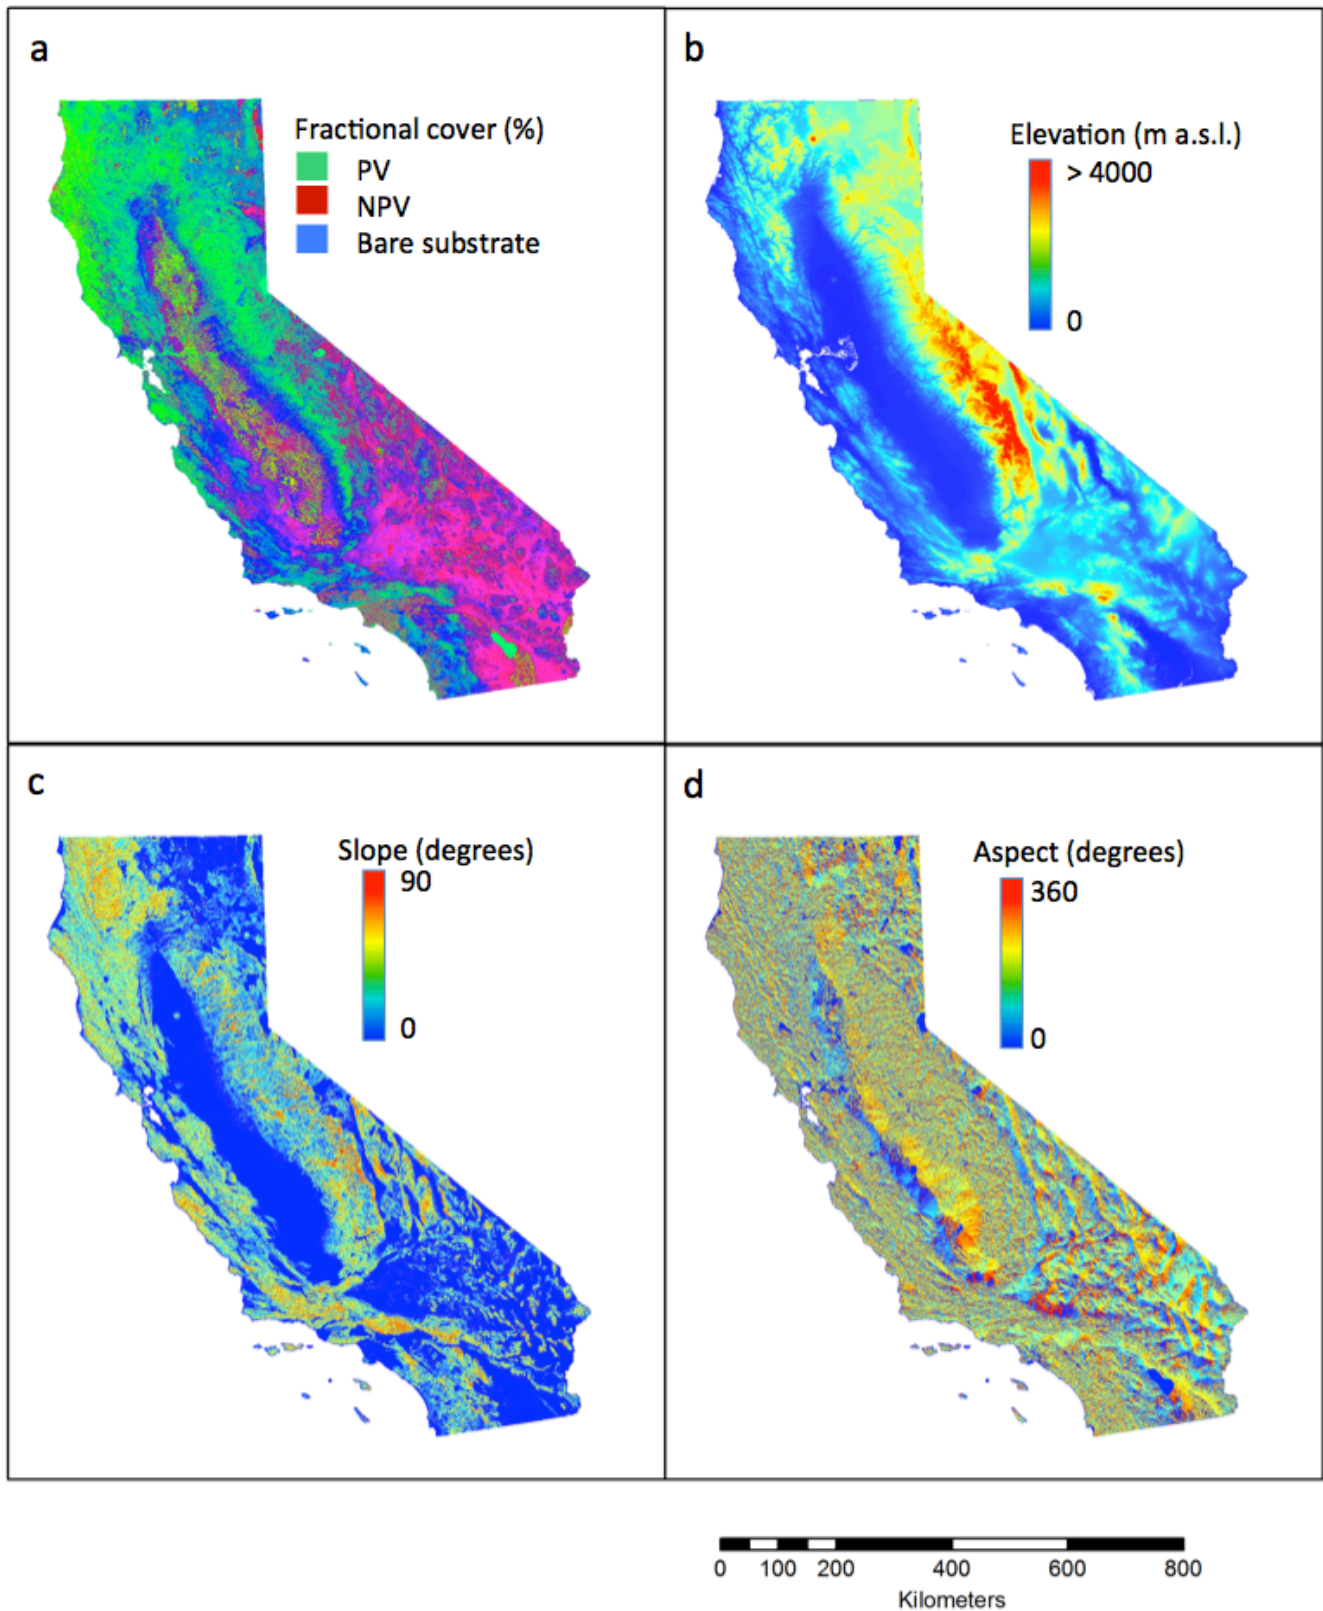 a
Fractional cover (%)
PV
NPV
Bare substrate
b
Elevation (m a.s.l.)
> 4000
0
c
Slope (degrees)
90
0
d
Aspect (degrees)
360
0
0 100 200 400 600 800
Kilometers